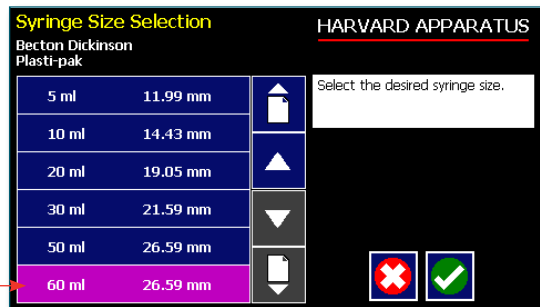 Syringe Size Selection
Becton Dickinson
Plasti-pak
HARVARD APPARATUS
5 ml 11.99 mm
10 ml 14.43 mm
20 ml 19.05 mm
30 ml 21.59 mm
50 ml 26.59 mm
60 ml 26.59 mm
Select the desired syringe size.